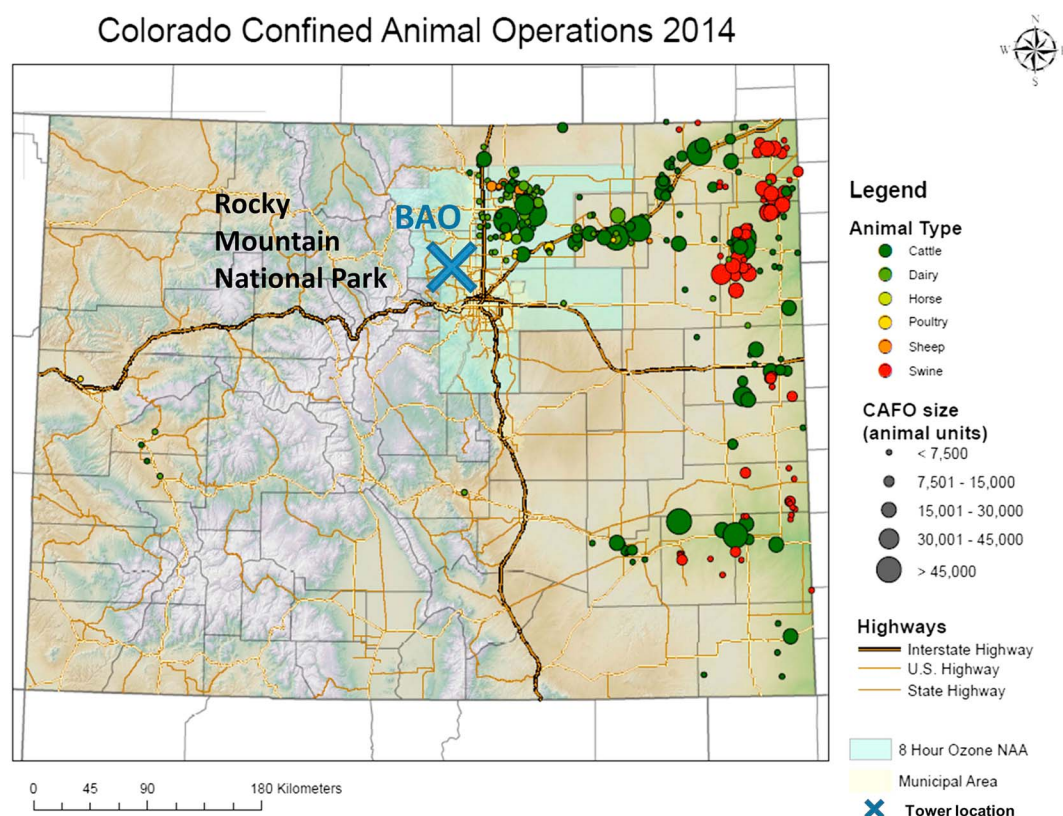 Colorado Confined Animal Operations 2014
N
W
S
Rocky
Mountain
National Park
BAO
Legend
Animal Type
Cattle
Dairy
Horse
Poultry
Sheep
Swine
CAFO size
(animal units)
< 7,500
7,501 - 15,000
15,001 - 30,000
30,001 - 45,000
> 45,000
Highways
Interstate Highway
U.S. Highway
State Highway
8 Hour Ozone NAA
Municipal Area
Tower location
0 45 90 180 Kilometers